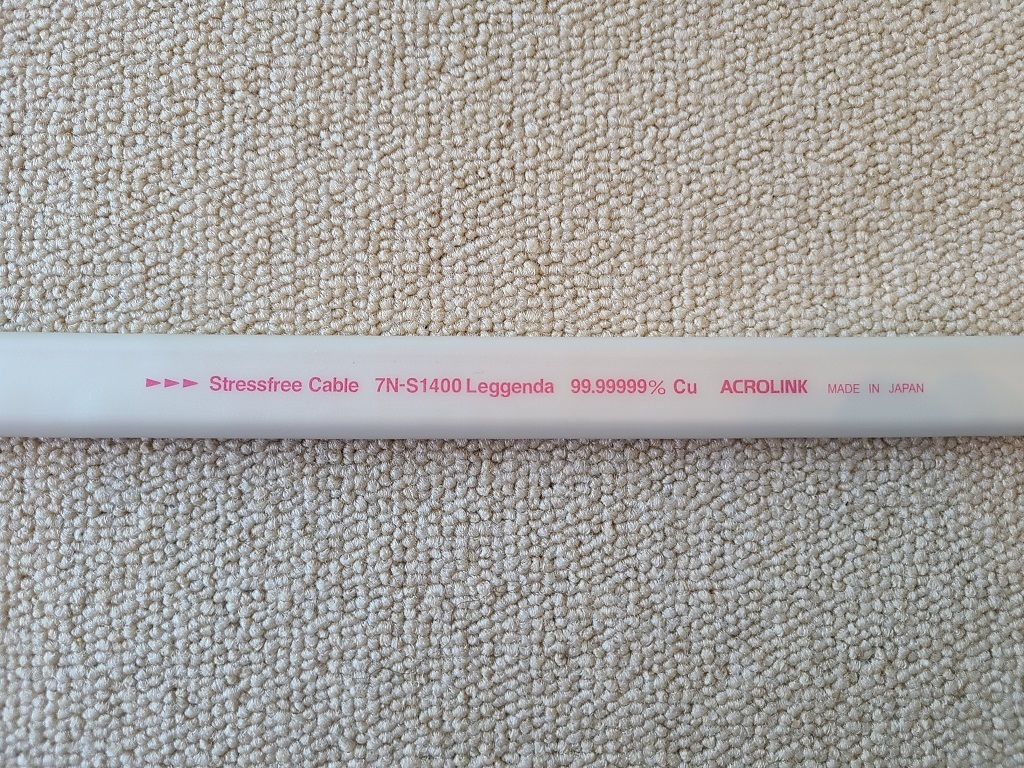 ►►► Stressfree Cable 7N-S1400 Leggenda 99.99999% Cu ACROLINK MADE IN JAPAN